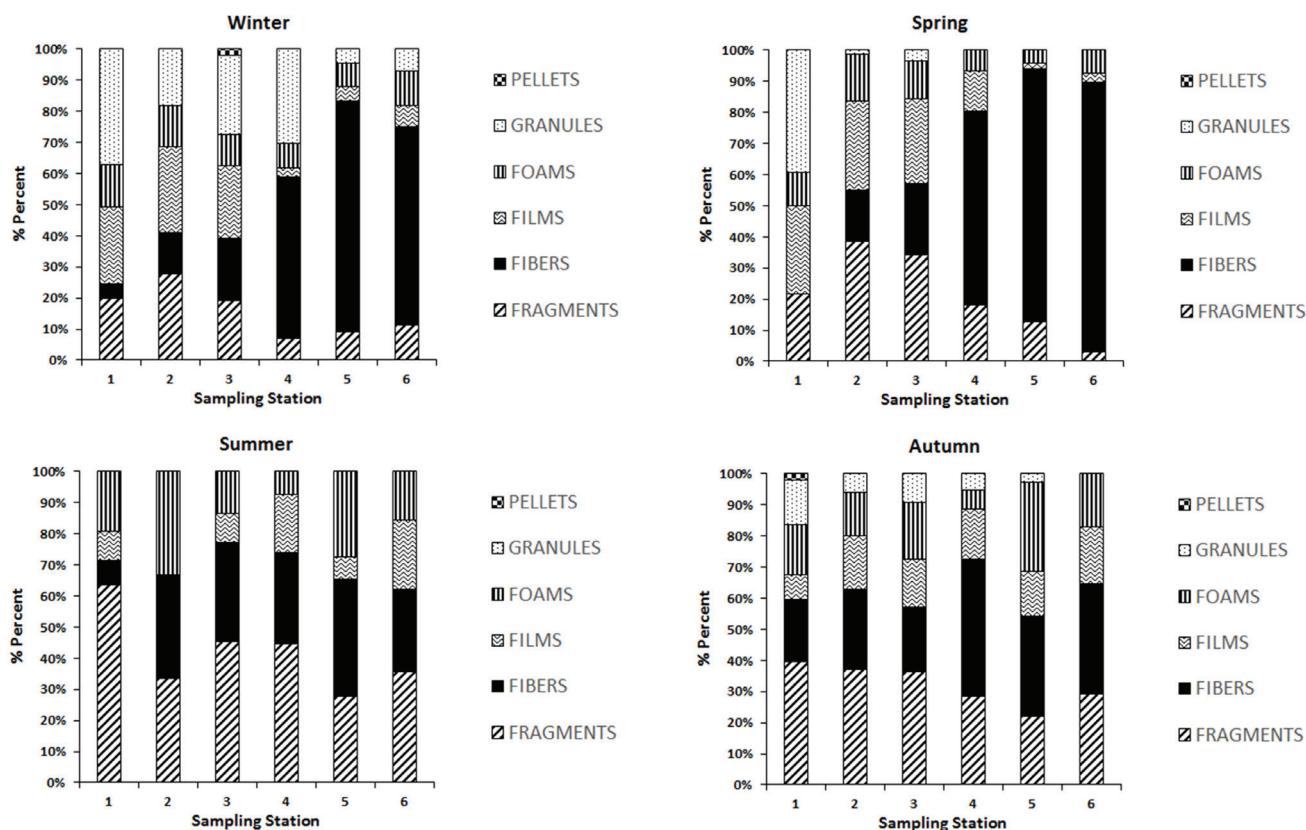 Winter
100%
90%
80%
70%
60%
50%
40%
30%
20%
10%
0%
% Percent
1 2 3 4 5 6
Sampling Station
PELLETS
GRANULES
FOAMS
FILMS
FIBERS
FRAGMENTS
Spring
100%
90%
80%
70%
60%
50%
40%
30%
20%
10%
0%
% Percent
1 2 3 4 5 6
Sampling Station
PELLETS
GRANULES
FOAMS
FILMS
FIBERS
FRAGMENTS
Summer
100%
90%
80%
70%
60%
50%
40%
30%
20%
10%
0%
% Percent
1 2 3 4 5 6
Sampling Station
PELLETS
GRANULES
FOAMS
FILMS
FIBERS
FRAGMENTS
Autumn
100%
90%
80%
70%
60%
50%
40%
30%
20%
10%
0%
% Percent
1 2 3 4 5 6
Sampling Station
PELLETS
GRANULES
FOAMS
FILMS
FIBERS
FRAGMENTS